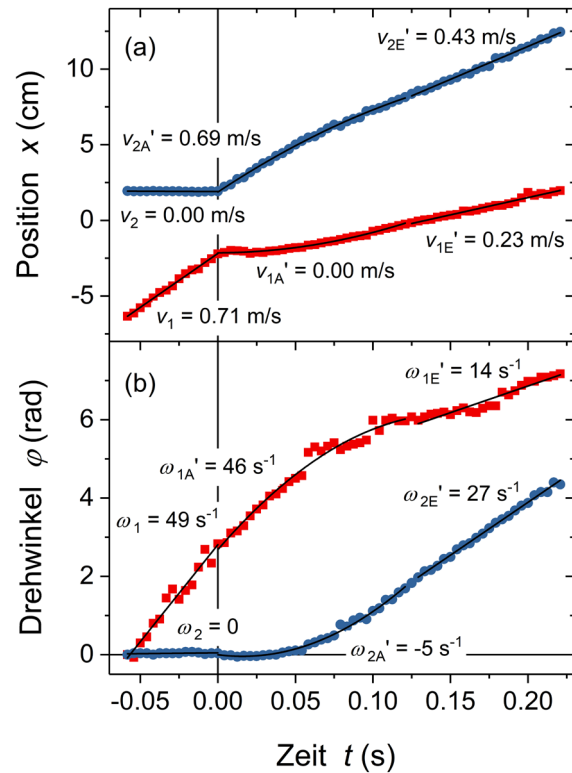 (a)
v2E' = 0.43 m/s
v2A' = 0.69 m/s
v2 = 0.00 m/s
v1E' = 0.23 m/s
v1A' = 0.00 m/s
v1 = 0.71 m/s
10
5
0
-5
Position x (cm)
(b)
ω1E' = 14 s-1
ω1A' = 46 s-1
ω1 = 49 s-1
ω2E' = 27 s-1
ω2 = 0
ω2A' = -5 s-1
6
4
2
0
Drehwinkel φ (rad)
-0.05 0.00 0.05 0.10 0.15 0.20
Zeit t (s)